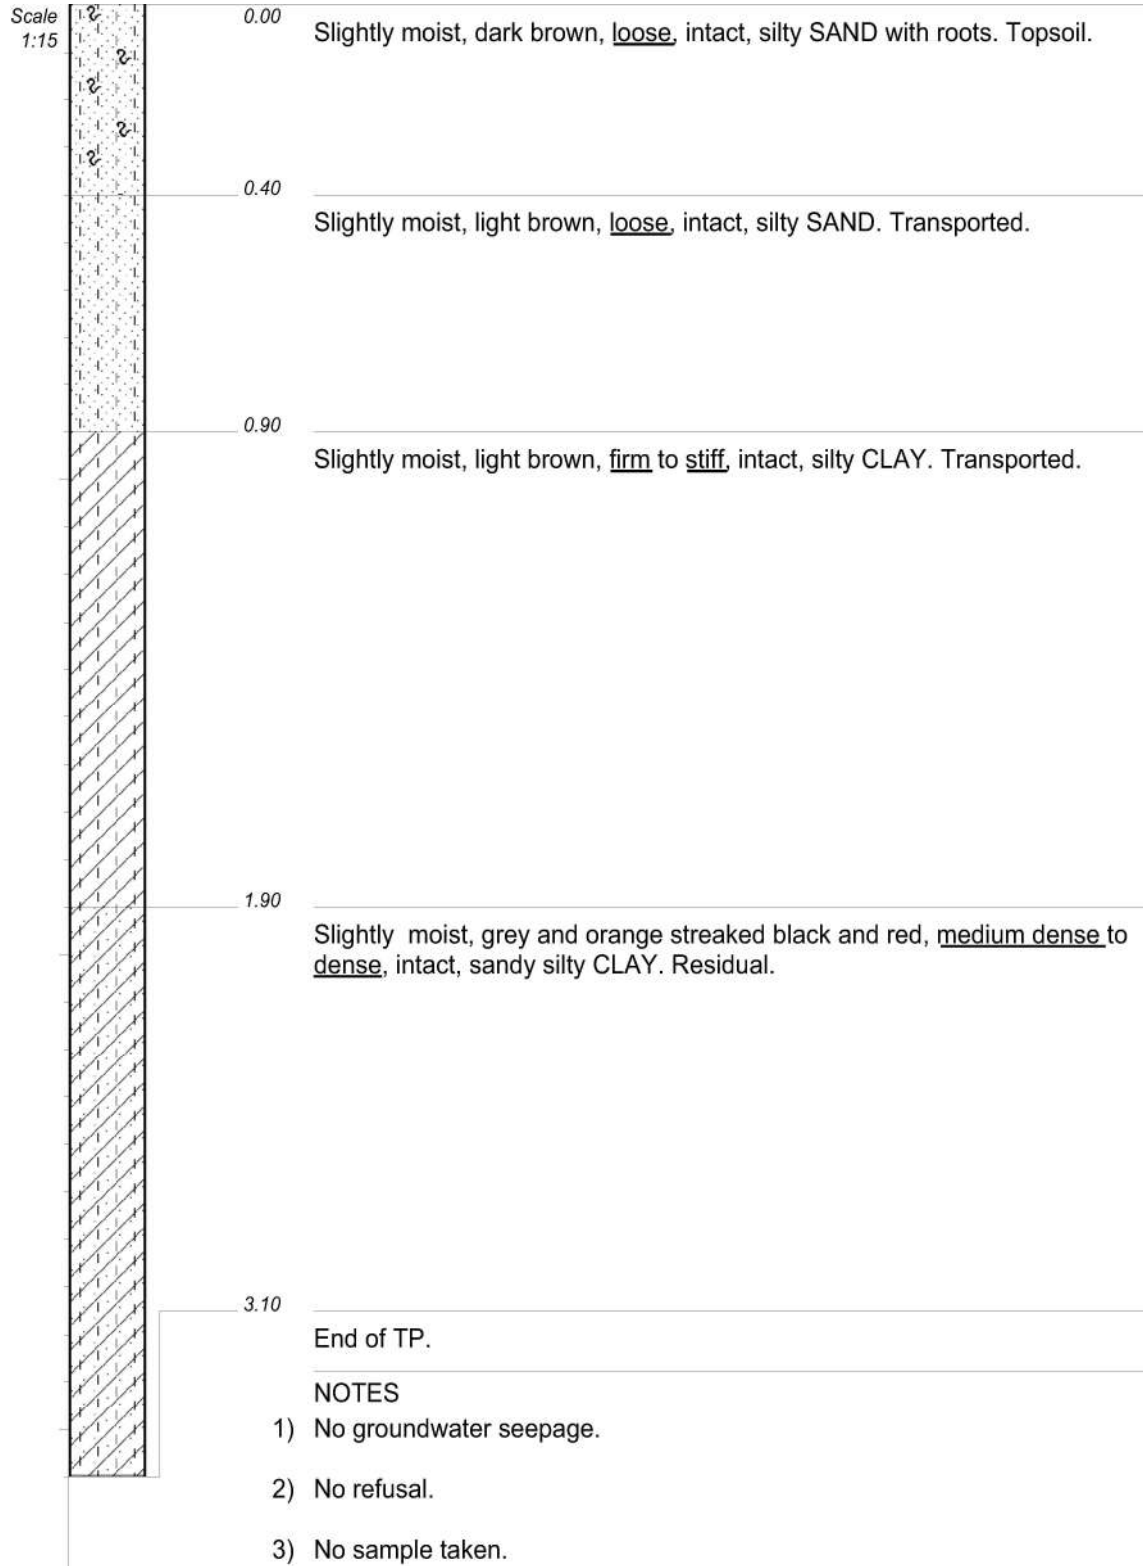 Scale
1:15
0.00
Slightly moist, dark brown, loose, intact, silty SAND with roots. Topsoil.
0.40
Slightly moist, light brown, loose, intact, silty SAND. Transported.
0.90
Slightly moist, light brown, firm to stiff, intact, silty CLAY. Transported.
1.90
Slightly moist, grey and orange streaked black and red, medium dense to
dense, intact, sandy silty CLAY. Residual.
3.10
End of TP.
NOTES
1) No groundwater seepage.
2) No refusal.
3) No sample taken.